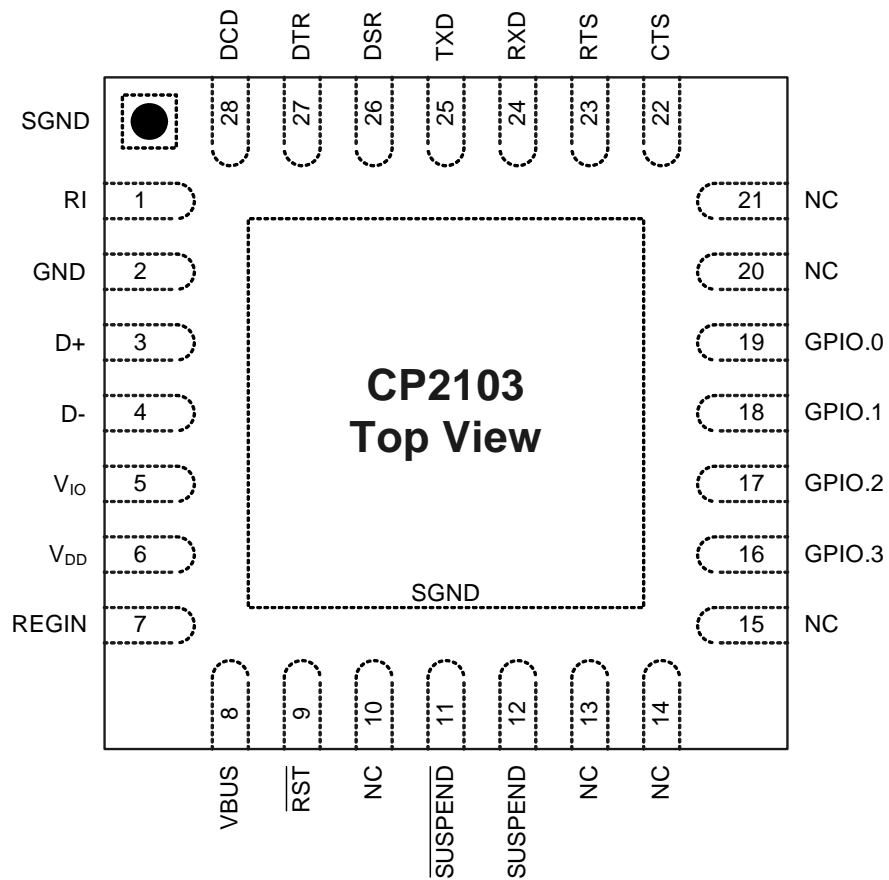 DCD DTR DSR TXD RXD RTS CTS
28 27 26 25 24 23 22
SGND
RI 1
GND 2
D+ 3
D- 4
VIO 5
VDD 6
REGIN 7
CP2103
Top View
SGND
21 NC
20 NC
19 GPIO.0
18 GPIO.1
17 GPIO.2
16 GPIO.3
15 NC
8 9 10 11 12 13 14
VBUS RST NC SUSPEND SUSPEND NC NC